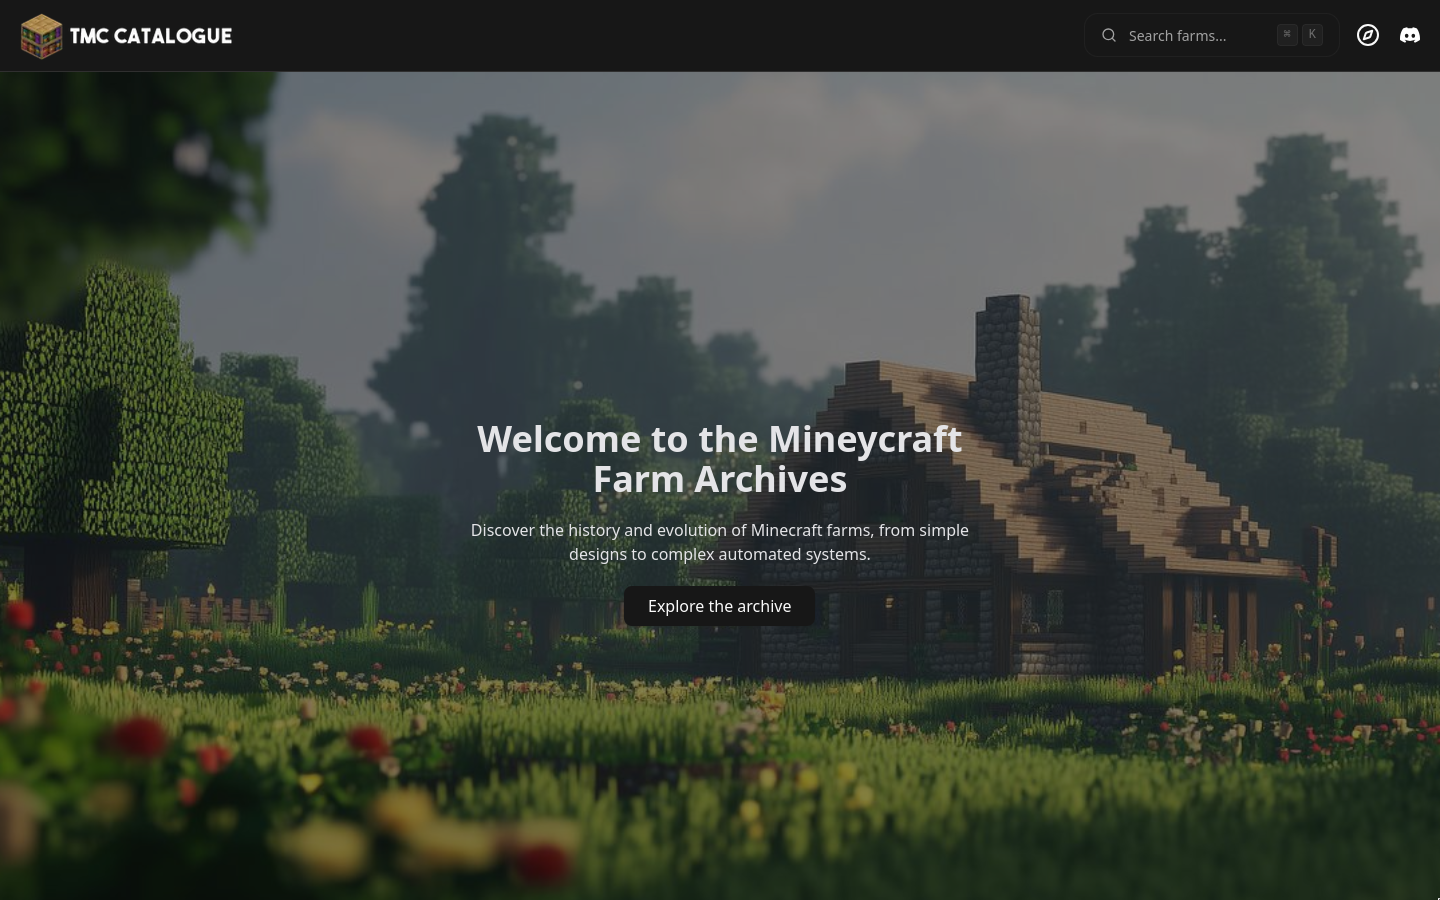 TMC CATALOGUE
Search farms...
⌘ K
Welcome to the Mineycraft
Farm Archives
Discover the history and evolution of Minecraft farms, from simple
designs to complex automated systems.
Explore the archive